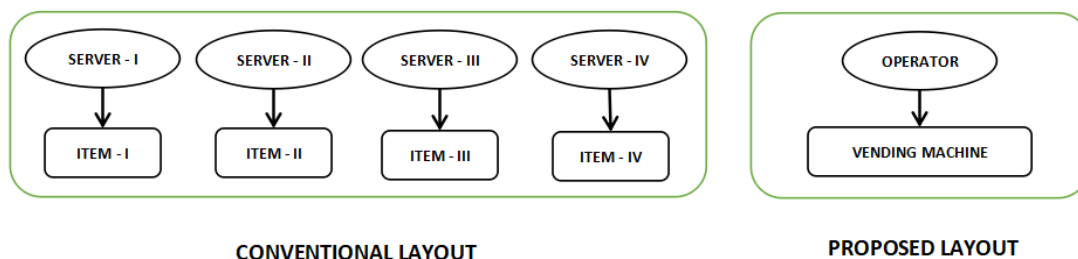 SERVER - I
SERVER - II
SERVER - III
SERVER - IV
ITEM - I
ITEM - II
ITEM - III
ITEM - IV
CONVENTIONAL LAYOUT
OPERATOR
VENDING MACHINE
PROPOSED LAYOUT